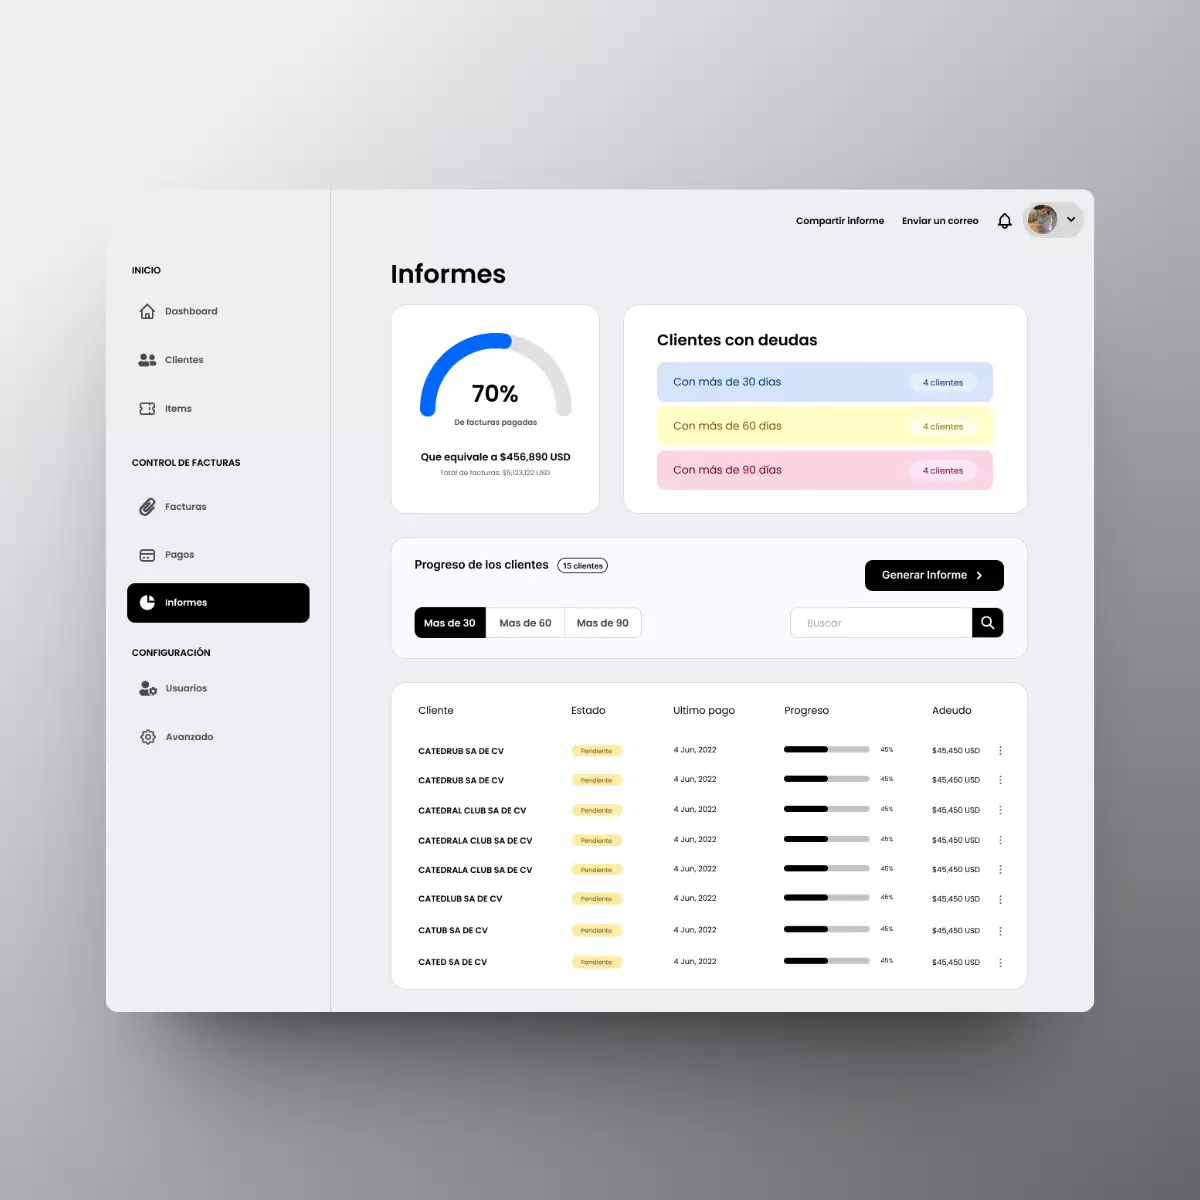 Compartir informe
Enviar un correo
INICIO
Dashboard
Clientes
Items
CONTROL DE FACTURAS
Facturas
Pagos
Informes
CONFIGURACIÓN
Usuarios
Avanzado
Informes
70%
De facturas pagadas
Que equivale a $456,890 USD
Total de facturas: $5,123,122 USD
Clientes con deudas
Con más de 30 días 4 clientes
Con más de 60 días 4 clientes
Con más de 90 días 4 clientes
Progreso de los clientes 15 clientes
Generar Informe
Mas de 30 Mas de 60 Mas de 90
Buscar
Cliente Estado Ultimo pago Progreso Adeudo
CATEDRUB SA DE CV Pendiente 4 Jun, 2022 45% $45,450 USD
CATEDRUB SA DE CV Pendiente 4 Jun, 2022 45% $45,450 USD
CATEDRAL CLUB SA DE CV Pendiente 4 Jun, 2022 45% $45,450 USD
CATEDRALA CLUB SA DE CV Pendiente 4 Jun, 2022 45% $45,450 USD
CATEDRALA CLUB SA DE CV Pendiente 4 Jun, 2022 45% $45,450 USD
CATEDLUB SA DE CV Pendiente 4 Jun, 2022 45% $45,450 USD
CATUB SA DE CV Pendiente 4 Jun, 2022 45% $45,450 USD
CATED SA DE CV Pendiente 4 Jun, 2022 45% $45,450 USD